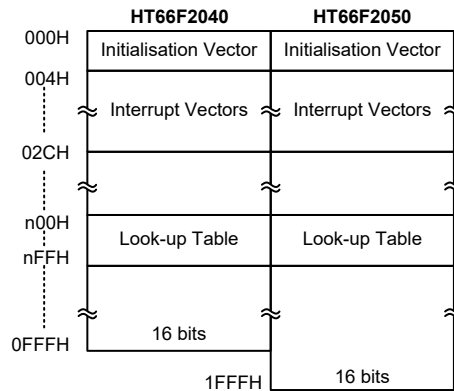 HT66F2040 HT66F2050
000H Initialisation Vector Initialisation Vector
004H
Interrupt Vectors Interrupt Vectors
02CH
n00H
Look-up Table Look-up Table
nFFH
16 bits
0FFFH
16 bits
1FFFH